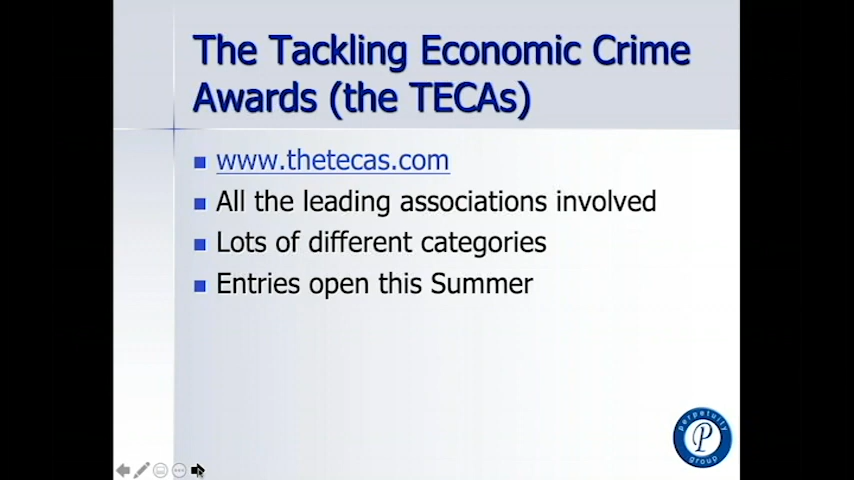 The Tackling Economic Crime
Awards (the TECAs)
www.thetecas.com
All the leading associations involved
Lots of different categories
Entries open this Summer
perpetuity
P
group